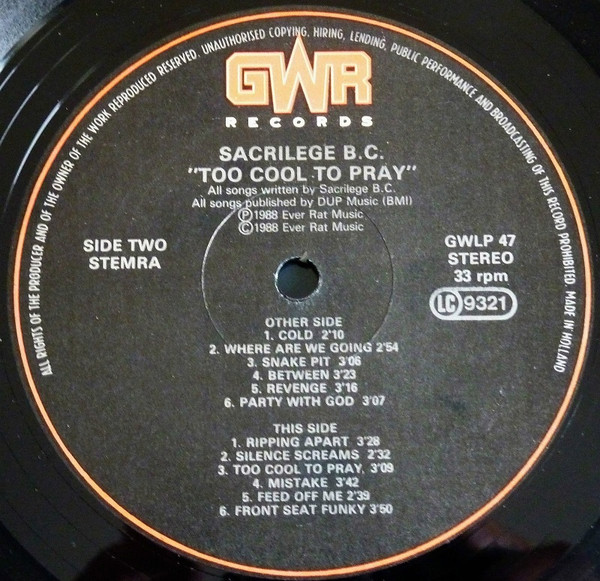 ALL RIGHTS OF THE PRODUCER AND OF THE OWNER OF THE WORK REPRODUCED RESERVED. UNAUTHORISED COPYING, HIRING, LENDING, PUBLIC PERFORMANCE AND BROADCASTING OF THIS RECORD PROHIBITED. MADE IN HOLLAND
GWR
RECORDS
SACRILEGE B.C.
"TOO COOL TO PRAY"
All songs written by Sacrilege B.C.
All songs published by DUP Music (BMI)
Ⓟ1988 Ever Rat Music
©1988 Ever Rat Music
SIDE TWO
STEMRA
GWLP 47
STEREO
33 rpm
LC 9321
OTHER SIDE
1. COLD 2'10
2. WHERE ARE WE GOING 2'54
3. SNAKE PIT 3'06
4. BETWEEN 3'23
5. REVENGE 3'16
6. PARTY WITH GOD 3'07
THIS SIDE
1. RIPPING APART 3'28
2. SILENCE SCREAMS 2'32
3. TOO COOL TO PRAY, 3'09
4. MISTAKE 3'42
5. FEED OFF ME 2'39
6. FRONT SEAT FUNKY 3'50